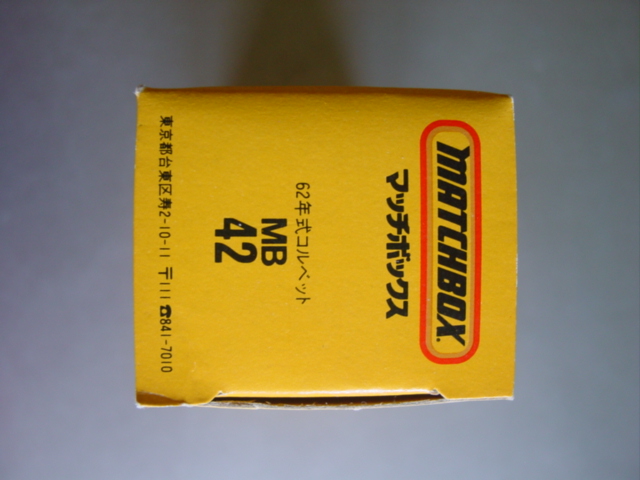 MATCHBOX
マッチボックス
62年式コルベット
MB
42
東京都台東区寿2-10-11 〒111 ☎841-7010